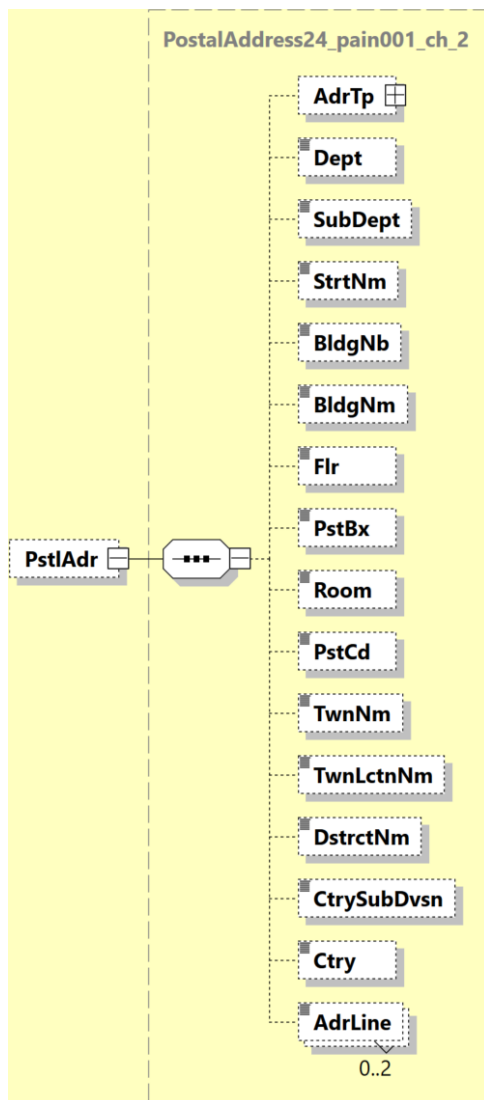 PostalAddress24_pain001_ch_2
AdrTp
Dept
SubDept
StrtNm
BldgNb
BldgNm
Flr
PstBx
PstlAdr
Room
PstCd
TwnNm
TwnLctnNm
DstrctNm
CtrySubDvsn
Ctry
AdrLine
0..2